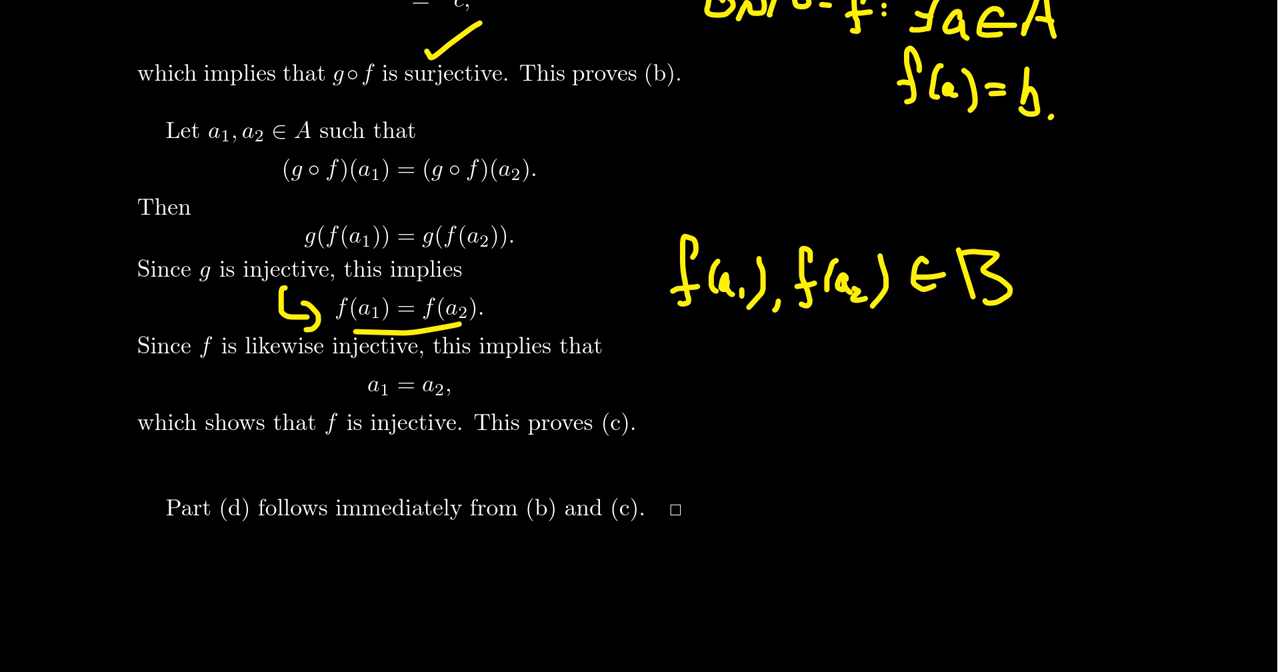 = c,
f: ∃a∈A
which implies that g∘f is surjective. This proves (b).
f(a)=b.
Let a₁, a₂ ∈ A such that
(g ∘ f)(a₁) = (g ∘ f)(a₂).
Then
g(f(a₁)) = g(f(a₂)).
Since g is injective, this implies
f(a₁), f(a₂) ∈ B
f(a₁) = f(a₂).
Since f is likewise injective, this implies that
a₁ = a₂,
which shows that f is injective. This proves (c).
Part (d) follows immediately from (b) and (c). □